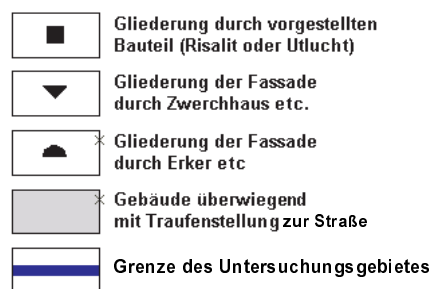 Gliederung durch vorgestellten
Bauteil (Risalit oder Utlucht)
Gliederung der Fassade
durch Zwerchhaus etc.
Gliederung der Fassade
durch Erker etc
Gebäude überwiegend
mit Traufenstellung zur Straße
Grenze des Untersuchungsgebietes